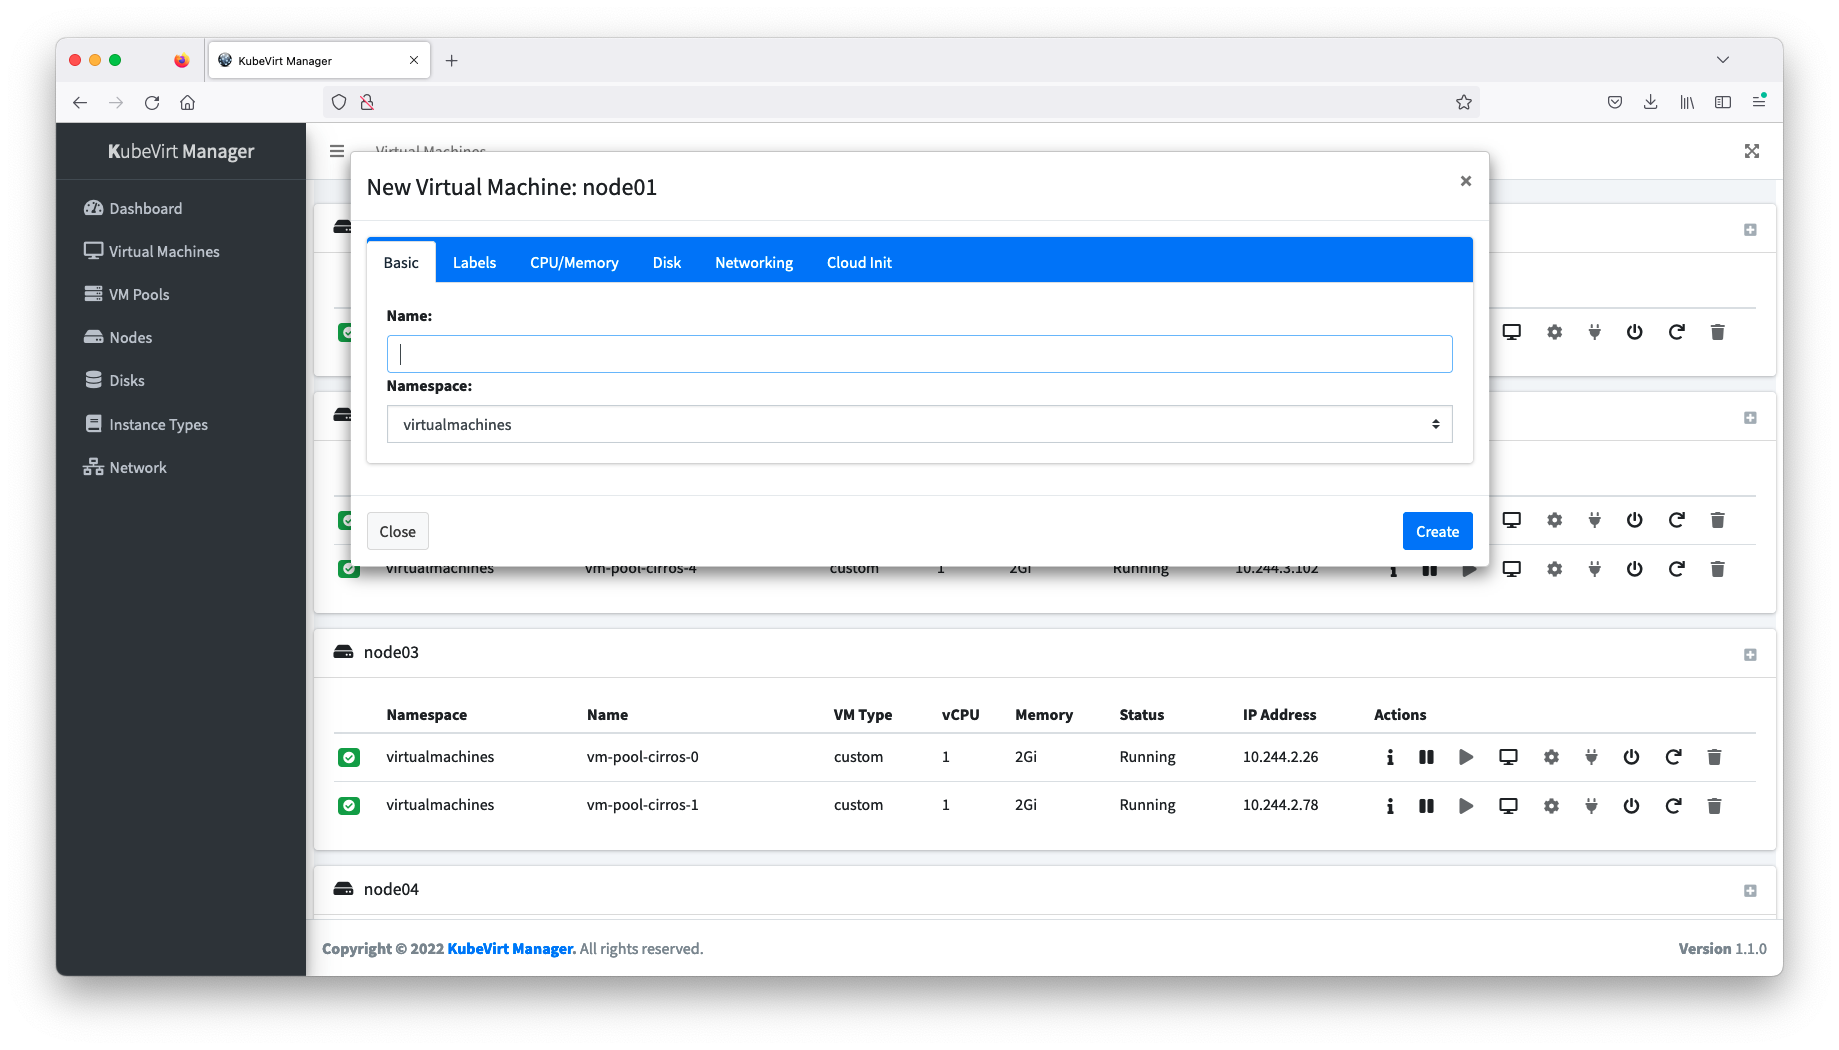 KubeVirt Manager
KubeVirt Manager
Virtual Machines
Dashboard
Virtual Machines
VM Pools
Nodes
Disks
Instance Types
Network
New Virtual Machine: node01
Basic Labels CPU/Memory Disk Networking Cloud Init
Name:
Namespace:
virtualmachines
Close Create
virtualmachines vm-pool-cirros-4 custom 1 2Gi Running 10.244.3.102
node03
Namespace Name VM Type vCPU Memory Status IP Address Actions
virtualmachines vm-pool-cirros-0 custom 1 2Gi Running 10.244.2.26
virtualmachines vm-pool-cirros-1 custom 1 2Gi Running 10.244.2.78
node04
Copyright © 2022 KubeVirt Manager. All rights reserved. Version 1.1.0